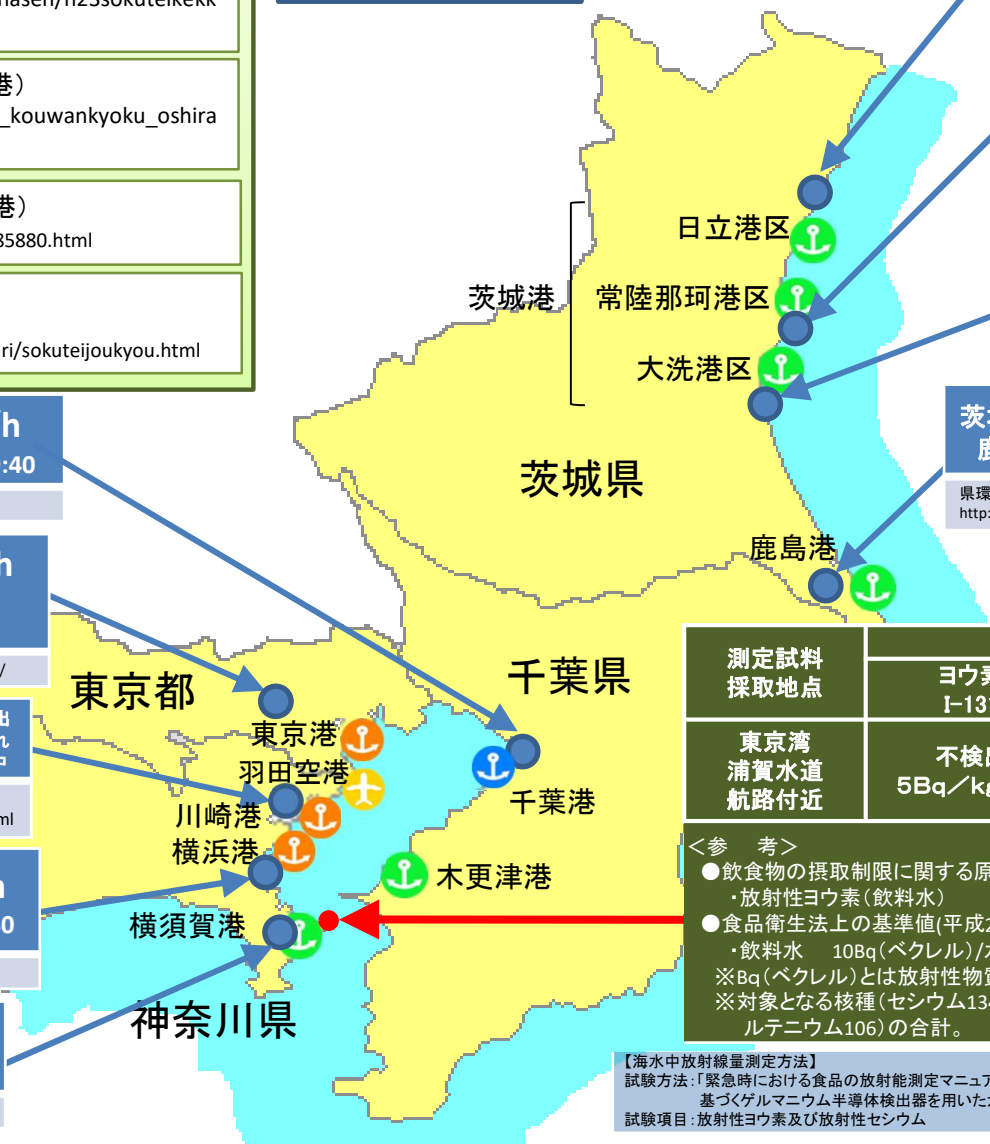 港）
_kouwankyoku_oshira
港）
85880.html
ri/sokuteijoukyou.html
/h
:40
日立港区
茨城港
常陸那珂港区
大洗港区
茨城県
鹿島港
県環
http:
東京都
千葉県
東京港
羽田空港
川崎港
横浜港
千葉港
木更津港
横須賀港
神奈川県
測定試料
採取地点
ヨウ素
I-13
東京湾
浦賀水道
航路付近
不検出
5Bq／kg
＜参　考＞
●飲食物の摂取制限に関する原
・放射性ヨウ素（飲料水）
●食品衛生法上の基準値(平成2
・飲料水　10Bq（ベクレル）/
※Bq（ベクレル）とは放射性物質
※対象となる核種（セシウム134
ルテニウム106）の合計。
【海水中放射線量測定方法】
試験方法：「緊急時における食品の放射能測定マニュア
基づくゲルマニウム半導体検出器を用いた
試験項目：放射性ヨウ素及び放射性セシウム